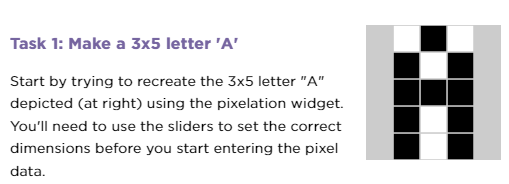 Task 1: Make a 3x5 letter 'A'
Start by trying to recreate the 3x5 letter "A"
depicted (at right) using the pixelation widget.
You'll need to use the sliders to set the correct
dimensions before you start entering the pixel
data.